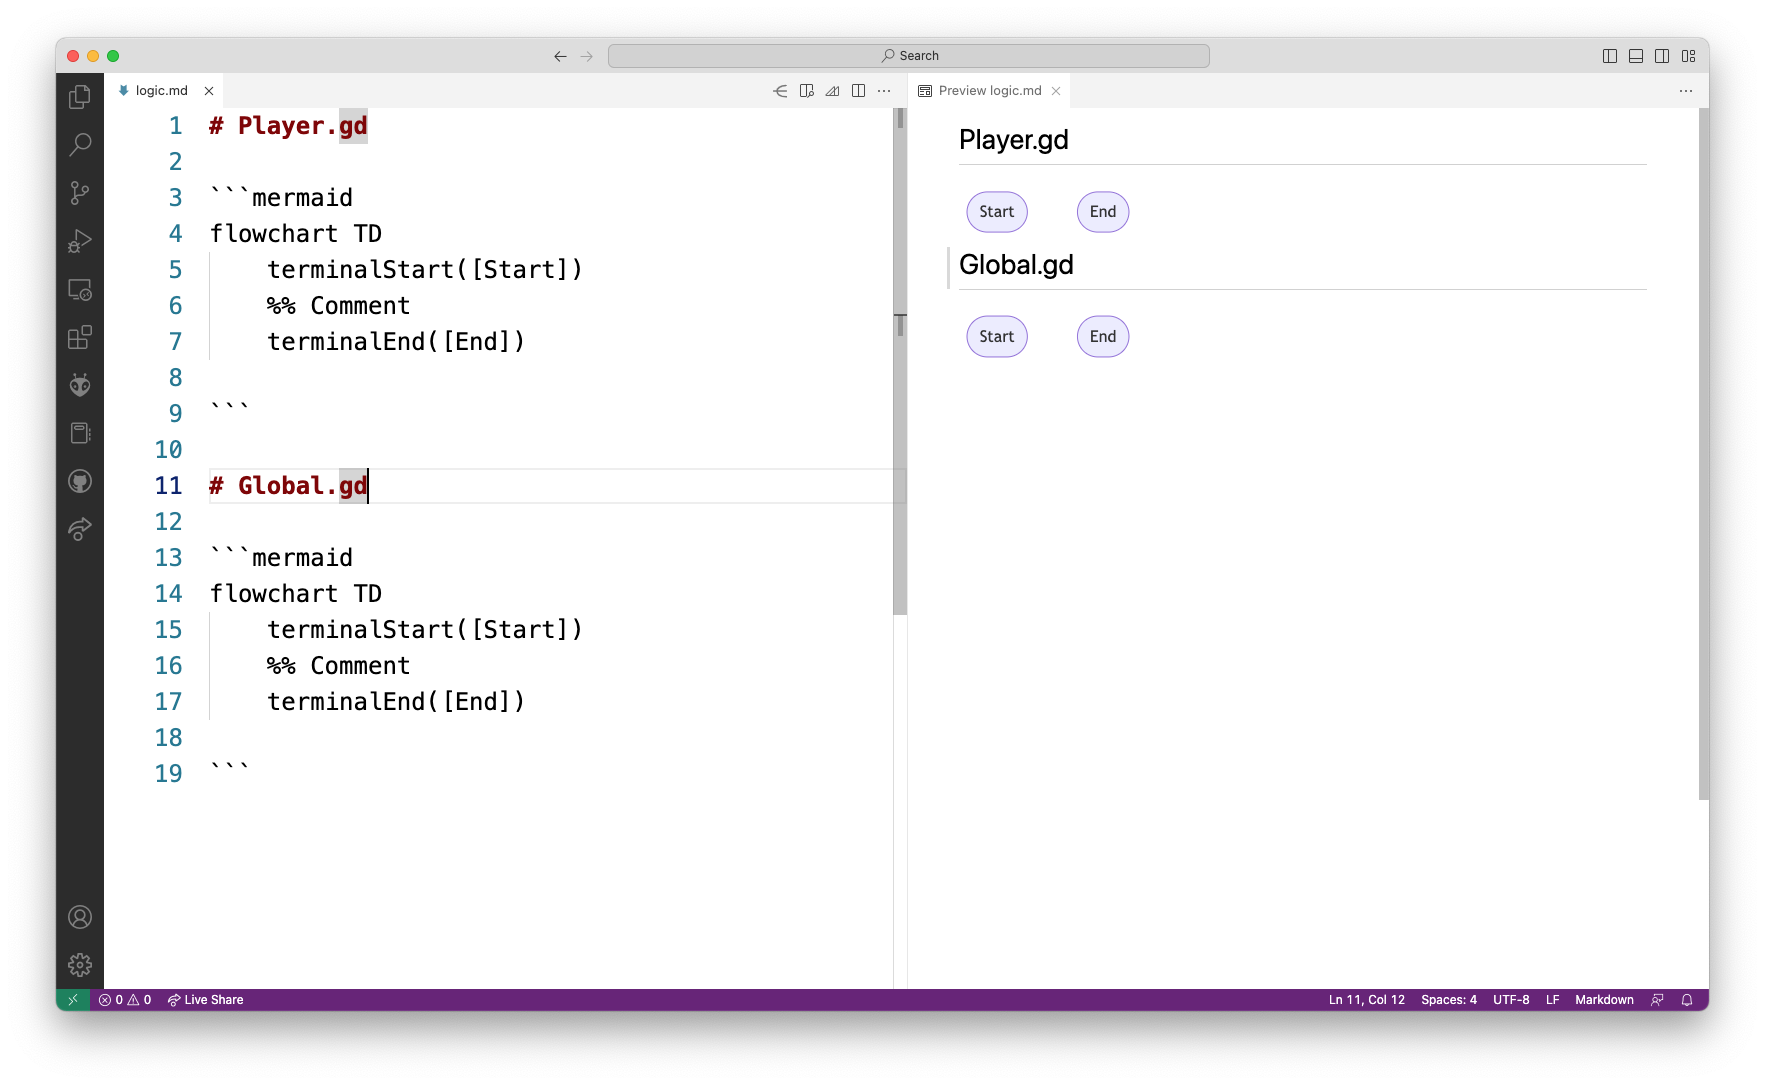 Search
logic.md
Preview logic.md
1 # Player.gd
2
3 ```mermaid
4 flowchart TD
5 terminalStart([Start])
6 %% Comment
7 terminalEnd([End])
8
9 ```
10
11 # Global.gd
12
13 ```mermaid
14 flowchart TD
15 terminalStart([Start])
16 %% Comment
17 terminalEnd([End])
18
19 ```
Player.gd
Start End
Global.gd
Start End
0 0 Live Share
Ln 11, Col 12 Spaces: 4 UTF-8 LF Markdown